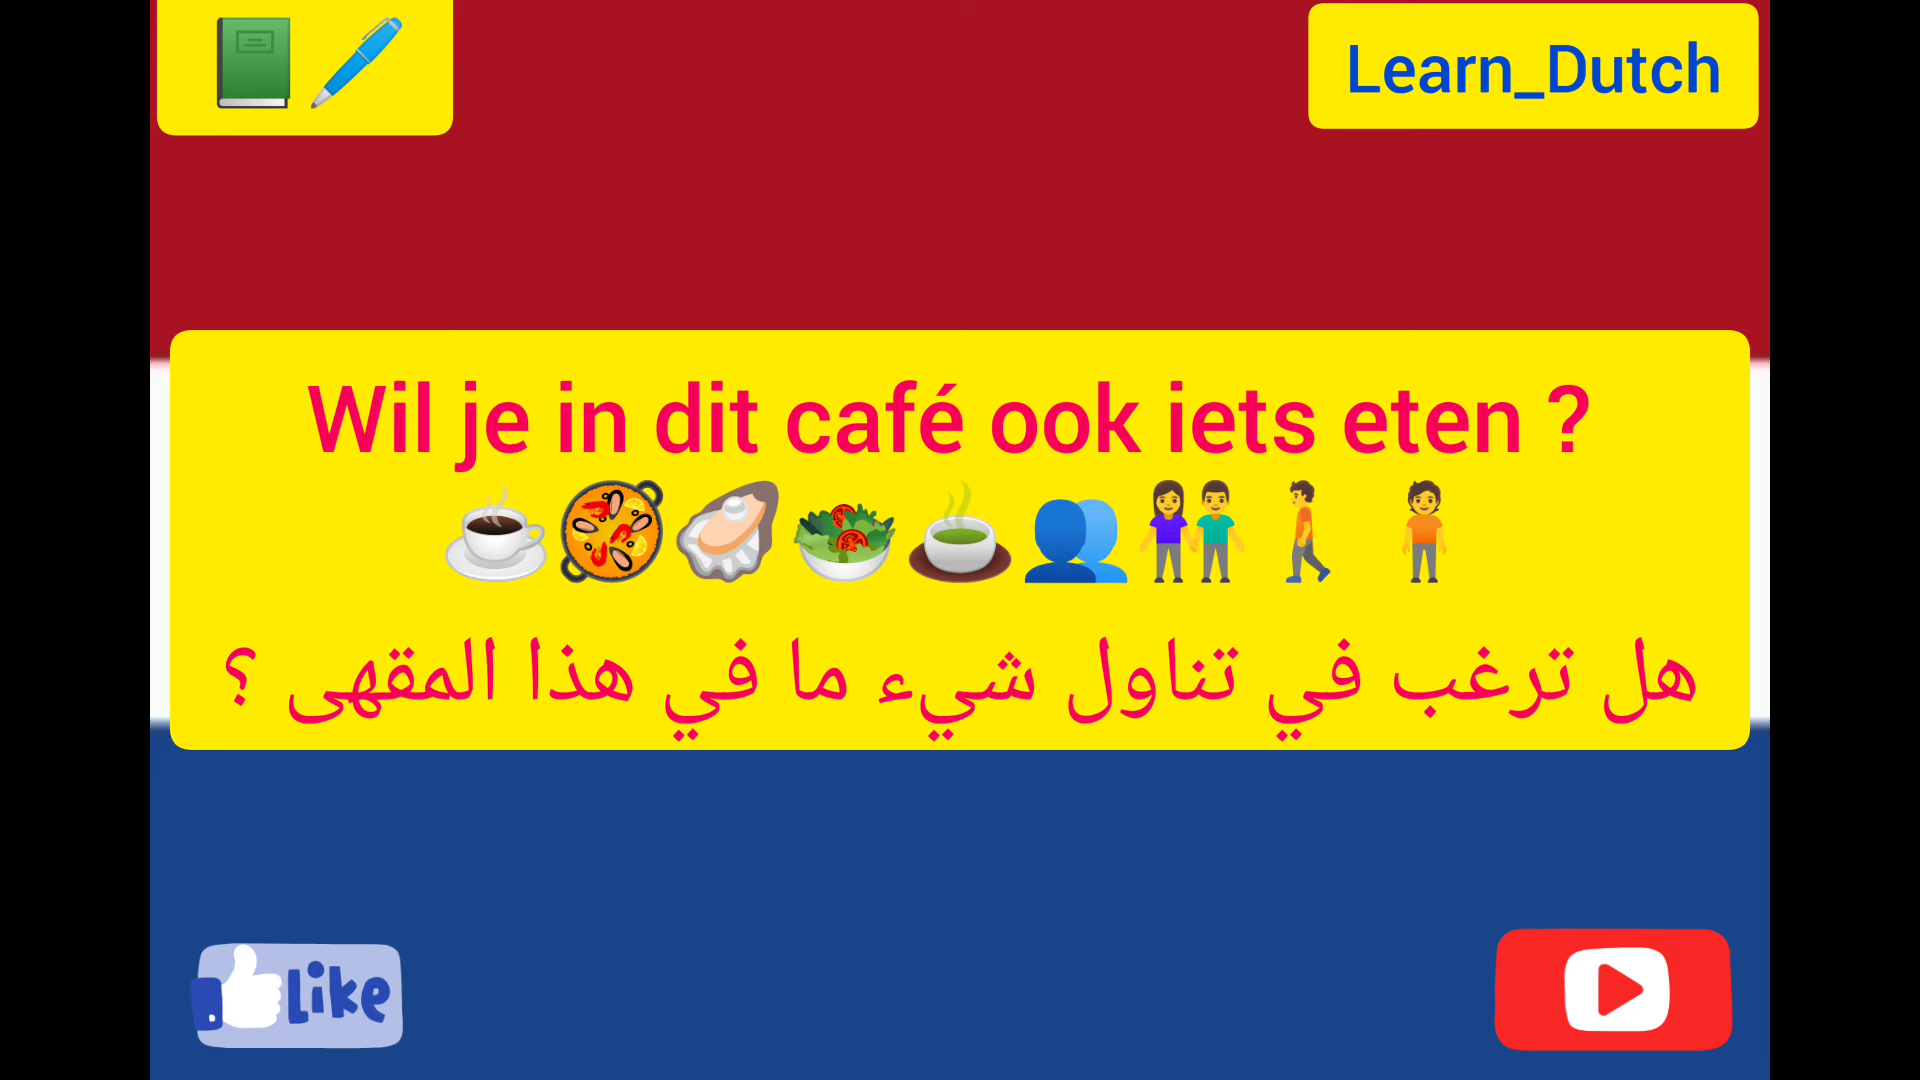 Learn_Dutch
Wil je in dit café ook iets eten ?
هل ترغب في تناول شيء ما في هذا المقهى ؟
Like